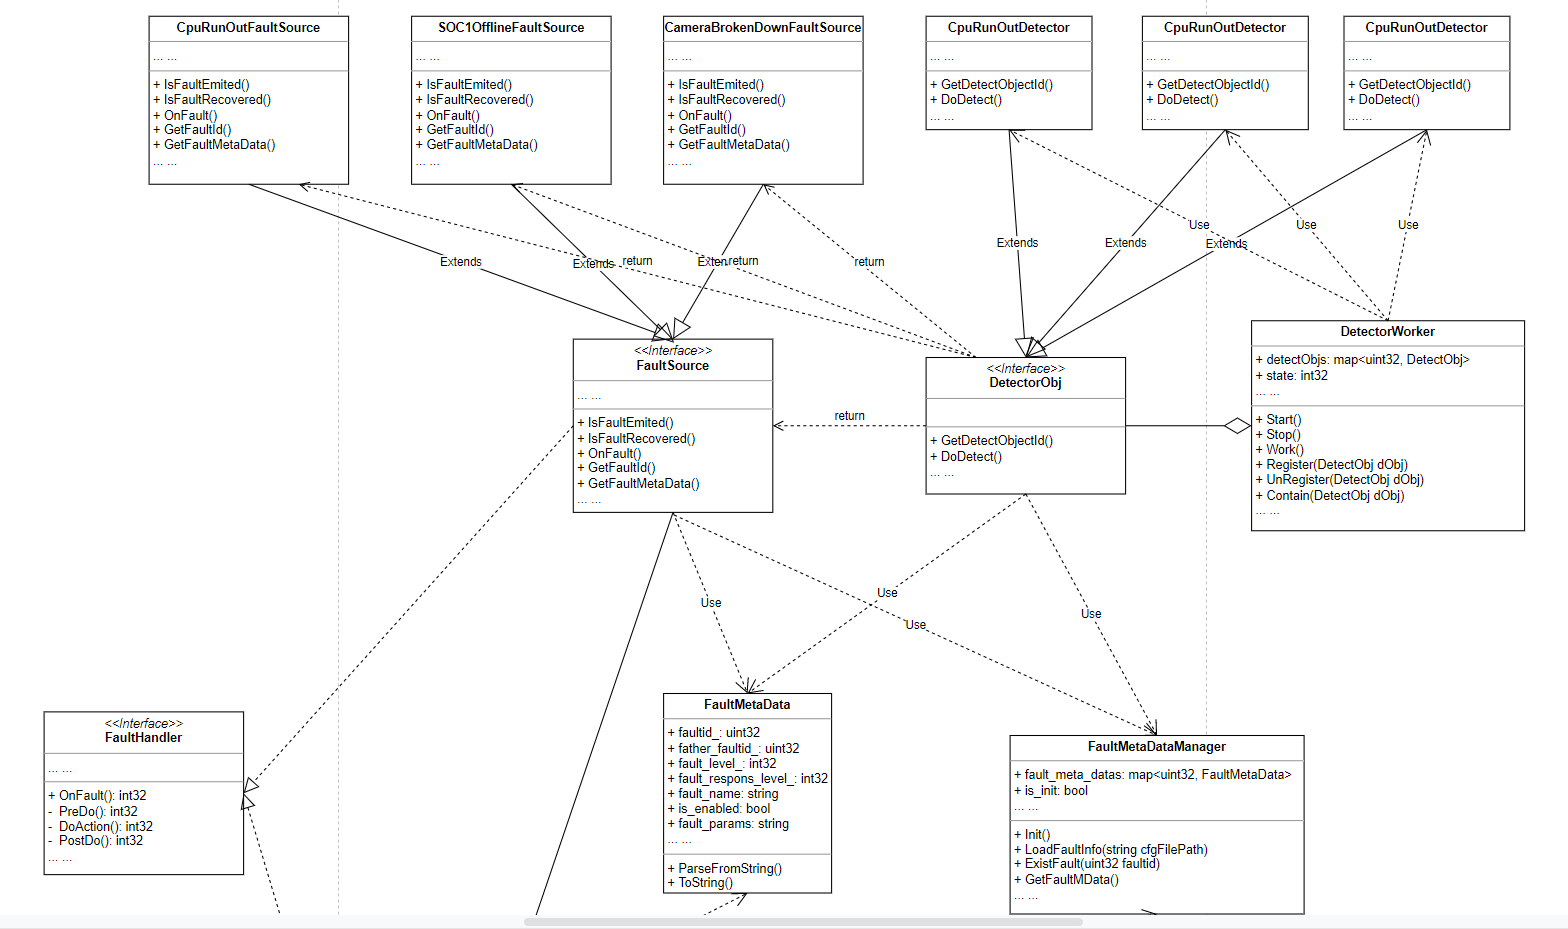 CpuRunOutFaultSource
... ...
+ IsFaultEmited()
+ IsFaultRecovered()
+ OnFault()
+ GetFaultId()
+ GetFaultMetaData()
... ...
SOC1OfflineFaultSource
... ...
+ IsFaultEmited()
+ IsFaultRecovered()
+ OnFault()
+ GetFaultId()
+ GetFaultMetaData()
... ...
CameraBrokenDownFaultSource
... ...
+ IsFaultEmited()
+ IsFaultRecovered()
+ OnFault()
+ GetFaultId()
+ GetFaultMetaData()
... ...
CpuRunOutDetector
... ...
+ GetDetectObjectId()
+ DoDetect()
... ...
CpuRunOutDetector
... ...
+ GetDetectObjectId()
+ DoDetect()
... ...
CpuRunOutDetector
... ...
+ GetDetectObjectId()
+ DoDetect()
... ...
Extends
Extends
return
Exten
return
return
Extends
Extends
Use
Extends
Use
Use
<<Interface>>
FaultSource
... ...
+ IsFaultEmited()
+ IsFaultRecovered()
+ OnFault()
+ GetFaultId()
+ GetFaultMetaData()
... ...
return
<<Interface>>
DetectorObj
+ GetDetectObjectId()
+ DoDetect()
... ...
DetectorWorker
+ detectObjs: map<uint32, DetectObj>
+ state: int32
... ...
+ Start()
+ Stop()
+ Work()
+ Register(DetectObj dObj)
+ UnRegister(DetectObj dObj)
+ Contain(DetectObj dObj)
... ...
Use
Use
Use
Use
<<Interface>>
FaultHandler
... ...
+ OnFault(): int32
- PreDo(): int32
- DoAction(): int32
- PostDo(): int32
... ...
FaultMetaData
+ faultid_: uint32
+ father_faultid_: uint32
+ fault_level_: int32
+ fault_respons_level_: int32
+ fault_name: string
+ is_enabled: bool
+ fault_params: string
... ...
+ ParseFromString()
+ ToString()
FaultMetaDataManager
+ fault_meta_datas: map<uint32, FaultMetaData>
+ is_init: bool
... ...
+ Init()
+ LoadFaultInfo(string cfgFilePath)
+ ExistFault(uint32 faultid)
+ GetFaultMData()
... ...